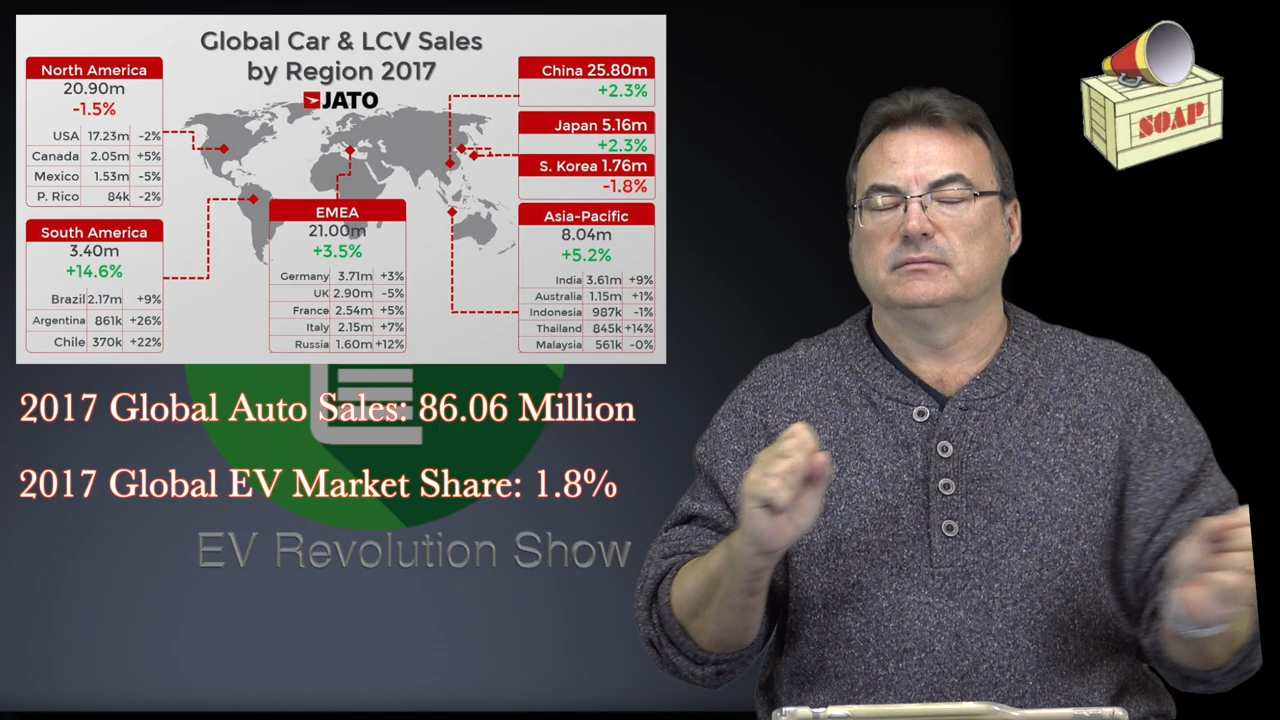 Global Car & LCV Sales
by Region 2017
JATO
North America
20.90m
-1.5%
USA 17.23m -2%
Canada 2.05m +5%
Mexico 1.53m -5%
P. Rico 84k -2%
South America
3.40m
+14.6%
Brazil 2.17m +9%
Argentina 861k +26%
Chile 370k +22%
EMEA
21.00m
+3.5%
Germany 3.71m +3%
UK 2.90m -5%
France 2.54m +5%
Italy 2.15m +7%
Russia 1.60m +12%
China 25.80m
+2.3%
Japan 5.16m
+2.3%
S. Korea 1.76m
-1.8%
Asia-Pacific
8.04m
+5.2%
India 3.61m +9%
Australia 1.15m +1%
Indonesia 987k -1%
Thailand 845k +14%
Malaysia 561k -0%
SOAP
2017 Global Auto Sales: 86.06 Million
2017 Global EV Market Share: 1.8%
EV Revolution Show